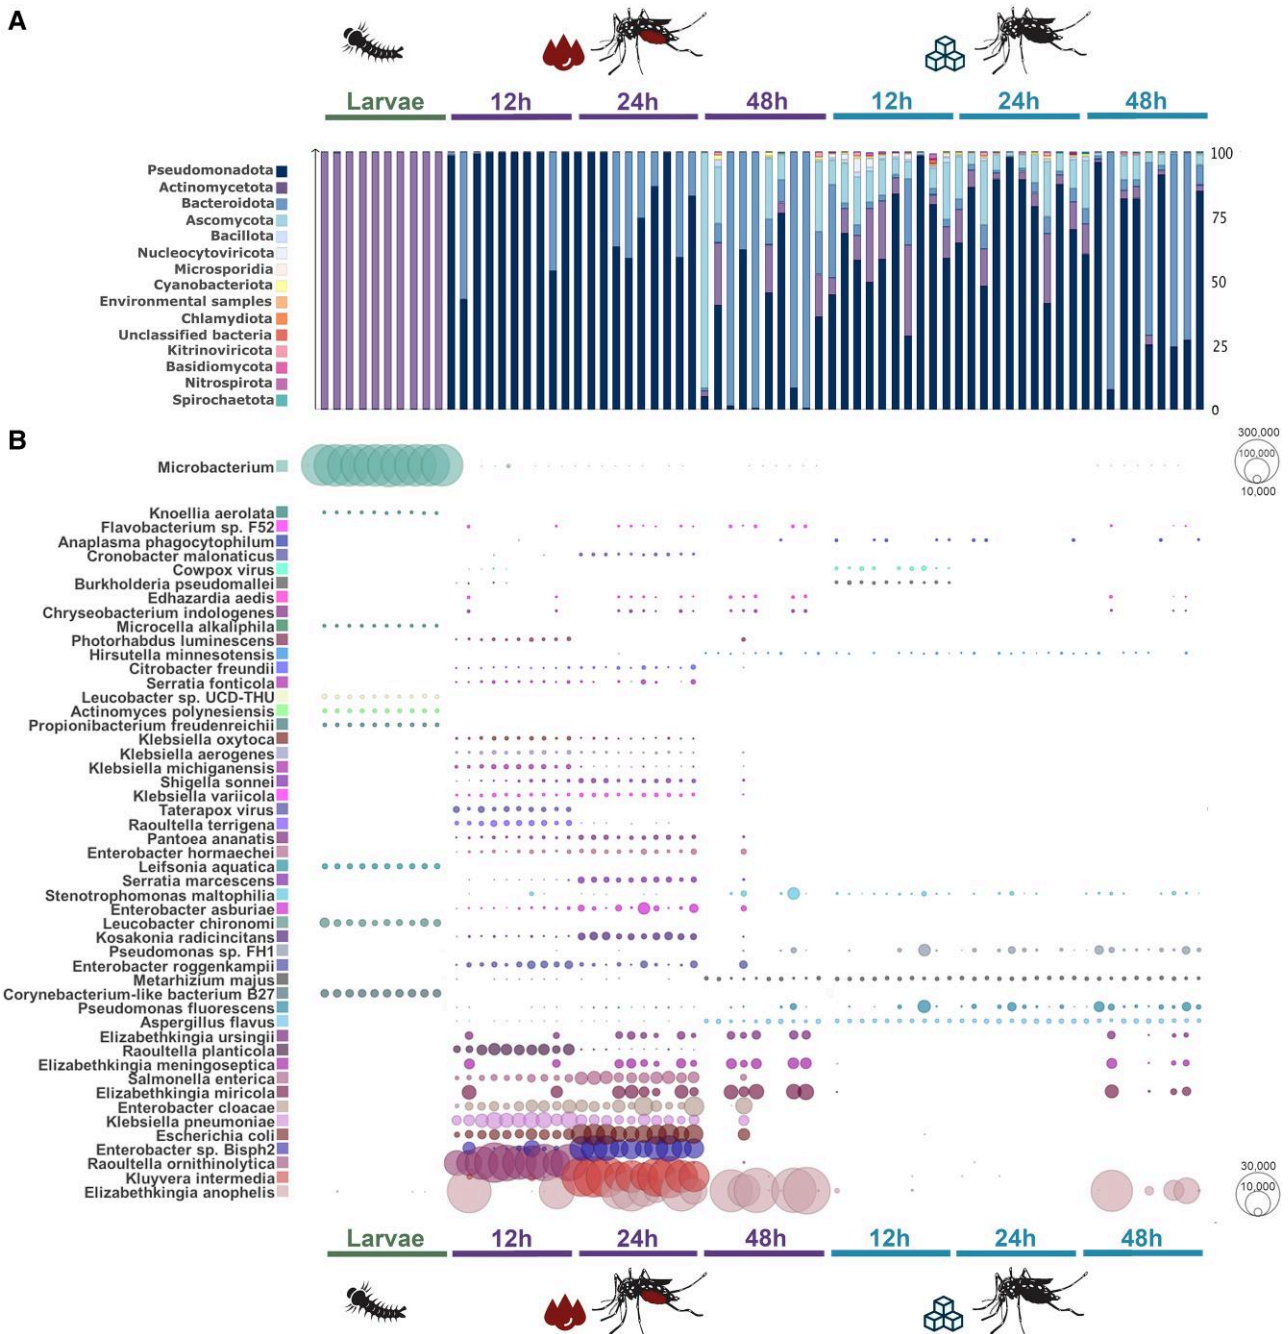 A
Larvae 12h 24h 48h 12h 24h 48h
Pseudomonadota
Actinomycetota
Bacteroidota
Ascomycota
Bacillota
Nucleocytoviricota
Microsporidia
Cyanobacteriota
Environmental samples
Chlamydiota
Unclassified bacteria
Kitrinoviricota
Basidiomycota
Nitrospirota
Spirochaetota
100
75
50
25
0
B
300,000
100,000
10,000
Microbacterium
Knoellia aerolata
Flavobacterium sp. F52
Anaplasma phagocytophilum
Cronobacter malonaticus
Cowpox virus
Burkholderia pseudomallei
Edhazardia aedis
Chryseobacterium indologenes
Microcella alkaliphila
Photorhabdus luminescens
Hirsutella minnesotensis
Citrobacter freundii
Serratia fonticola
Leucobacter sp. UCD-THU
Actinomyces polynesiensis
Propionibacterium freudenreichii
Klebsiella oxytoca
Klebsiella aerogenes
Klebsiella michiganensis
Shigella sonnei
Klebsiella variicola
Taterapox virus
Raoultella terrigena
Pantoea ananatis
Enterobacter hormaechei
Leifsonia aquatica
Serratia marcescens
Stenotrophomonas maltophilia
Enterobacter asburiae
Leucobacter chironomi
Kosakonia radicincitans
Pseudomonas sp. FH1
Enterobacter roggenkampii
Metarhizium majus
Corynebacterium-like bacterium B27
Pseudomonas fluorescens
Aspergillus flavus
Elizabethkingia ursingii
Raoultella planticola
Elizabethkingia meningoseptica
Salmonella enterica
Elizabethkingia miricola
Enterobacter cloacae
Klebsiella pneumoniae
Escherichia coli
Enterobacter sp. Bisph2
Raoultella ornithinolytica
Kluyvera intermedia
Elizabethkingia anophelis
30,000
10,000
Larvae 12h 24h 48h 12h 24h 48h